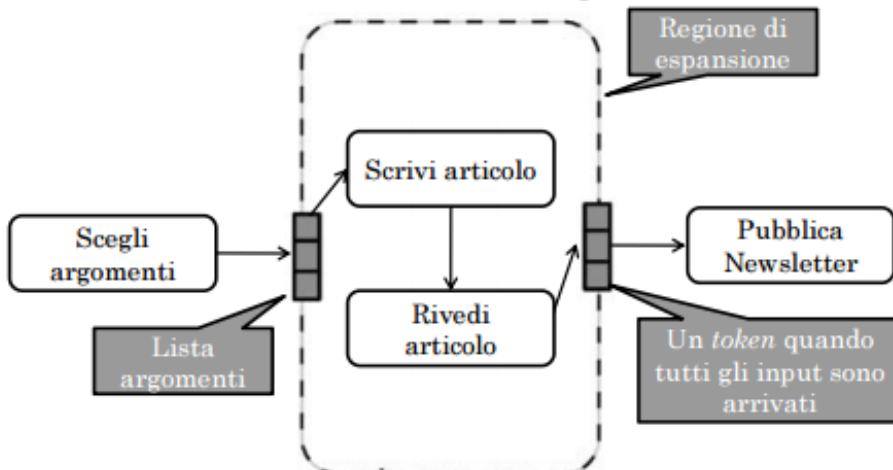 Regione di
espansione
Scrivi articolo
Scegli
argomenti
Pubblica
Newsletter
Rivedi
articolo
Lista
argomenti
Un token quando
tutti gli input sono
arrivati